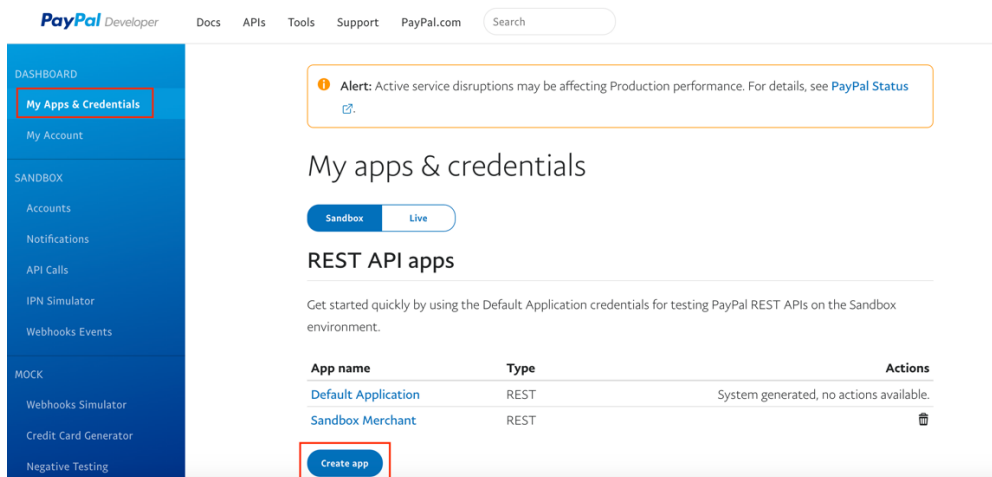 PayPal Developer
Docs
APIs
Tools
Support
PayPal.com
Search
DASHBOARD
My Apps & Credentials
My Account
SANDBOX
Accounts
Notifications
API Calls
IPN Simulator
Webhooks Events
MOCK
Webhooks Simulator
Credit Card Generator
Negative Testing
Alert: Active service disruptions may be affecting Production performance. For details, see PayPal Status
.
My apps & credentials
Sandbox
Live
REST API apps
Get started quickly by using the Default Application credentials for testing PayPal REST APIs on the Sandbox
environment.
App name Type Actions
Default Application REST System generated, no actions available.
Sandbox Merchant REST
Create app